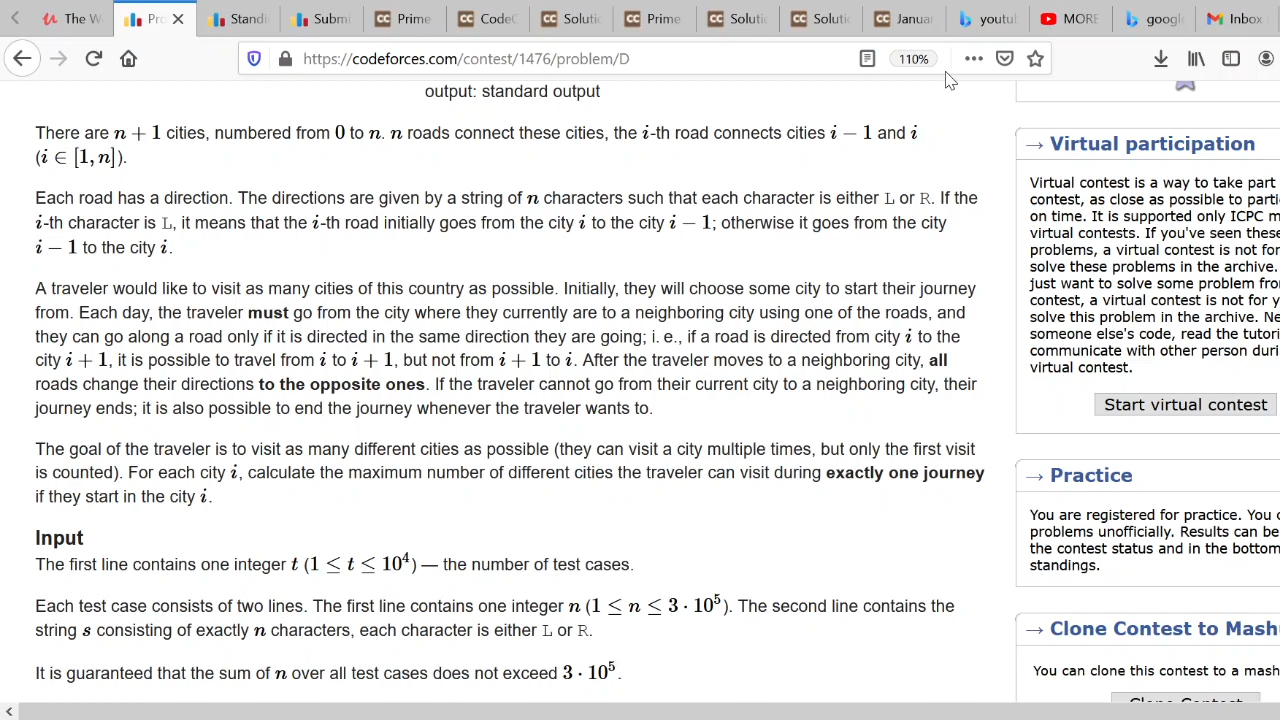 The W
Pro
Standi
Submi
Prime
CodeC
Solutic
Prime
Solutic
Solutic
Januar
youtu
MORE
google
Inbox
https://codeforces.com/contest/1476/problem/D
110%
output: standard output
There are n + 1 cities, numbered from 0 to n. n roads connect these cities, the i-th road connects cities i − 1 and i
(i ∈ [1, n]).
Each road has a direction. The directions are given by a string of n characters such that each character is either L or R. If the
i-th character is L, it means that the i-th road initially goes from the city i to the city i − 1; otherwise it goes from the city
i − 1 to the city i.
A traveler would like to visit as many cities of this country as possible. Initially, they will choose some city to start their journey
from. Each day, the traveler must go from the city where they currently are to a neighboring city using one of the roads, and
they can go along a road only if it is directed in the same direction they are going; i. e., if a road is directed from city i to the
city i + 1, it is possible to travel from i to i + 1, but not from i + 1 to i. After the traveler moves to a neighboring city, all
roads change their directions to the opposite ones. If the traveler cannot go from their current city to a neighboring city, their
journey ends; it is also possible to end the journey whenever the traveler wants to.
The goal of the traveler is to visit as many different cities as possible (they can visit a city multiple times, but only the first visit
is counted). For each city i, calculate the maximum number of different cities the traveler can visit during exactly one journey
if they start in the city i.
Input
The first line contains one integer t (1 ≤ t ≤ 10^4) — the number of test cases.
Each test case consists of two lines. The first line contains one integer n (1 ≤ n ≤ 3 · 10^5). The second line contains the
string s consisting of exactly n characters, each character is either L or R.
It is guaranteed that the sum of n over all test cases does not exceed 3 · 10^5.
→ Virtual participation
Virtual contest is a way to take part
contest, as close as possible to parti
on time. It is supported only ICPC m
virtual contests. If you've seen these
problems, a virtual contest is not for
solve these problems in the archive.
just want to solve some problem from
contest, a virtual contest is not for y
solve this problem in the archive. Ne
someone else's code, read the tutori
communicate with other person duri
virtual contest.
Start virtual contest
→ Practice
You are registered for practice. You c
problems unofficially. Results can be
the contest status and in the bottom
standings.
→ Clone Contest to Mash
You can clone this contest to a mash